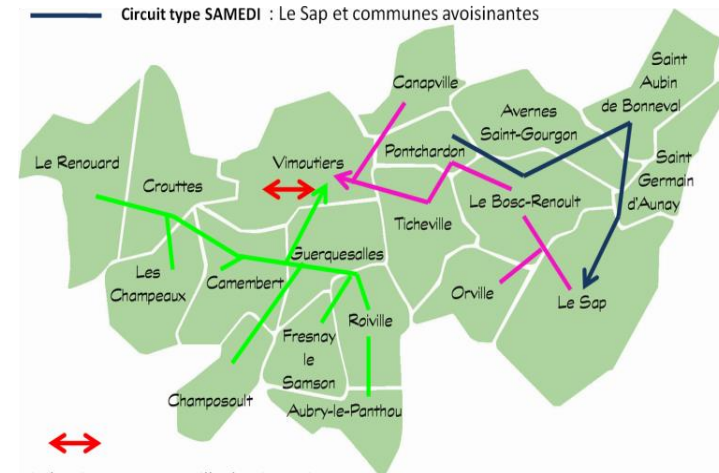 Circuit type SAMEDI : Le Sap et communes avoisinantes
Saint
Aubin
de Bonneval
Canapville
Avernes
Saint-Gourgon
Pontchardon
Le Renouard
Crouttes
Vimoutiers
Saint
Germain
d'Aunay
Le Bosc-Renoult
Ticheville
Guerquesalles
Les
Champeaux
Camembert
Orville
Le Sap
Fresnay
le
Samson
Roiville
Champosoult
Aubry-le-Panthou